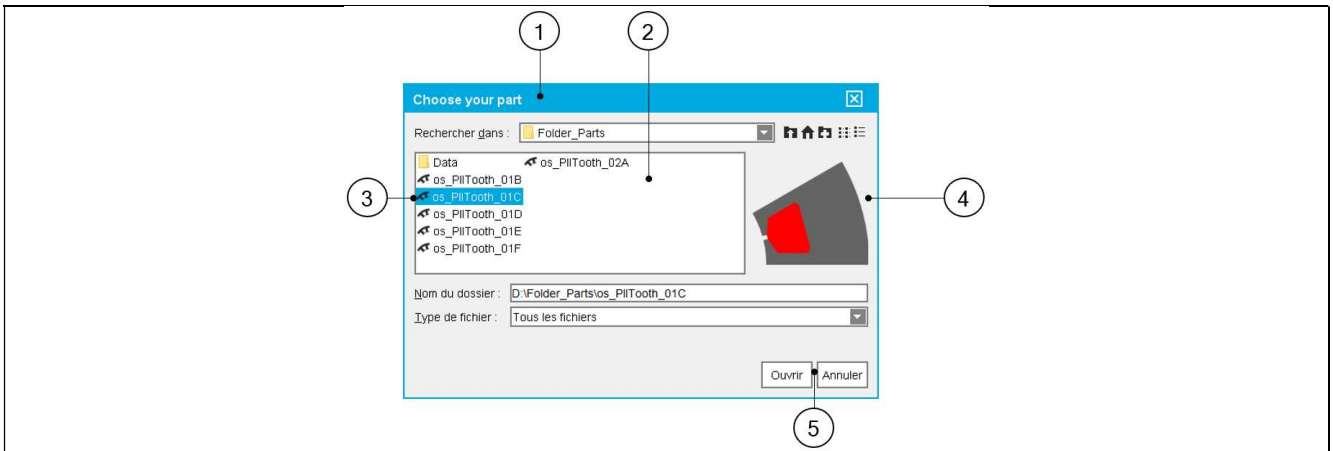 1 2
Choose your part
Rechercher dans : Folder_Parts
Data os_PllTooth_02A
os_PllTooth_01B
3 os_PllTooth_01C 4
os_PllTooth_01D
os_PllTooth_01E
os_PllTooth_01F
Nom du dossier : D:\Folder_Parts\os_PllTooth_01C
Type de fichier : Tous les fichiers
Ouvrir Annuler
5